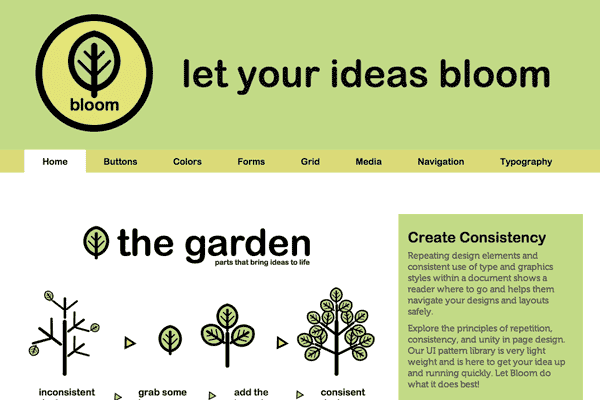 bloom
let your ideas bloom
Home Buttons Colors Forms Grid Media Navigation Typography
the garden
parts that bring ideas to life
inconsistent
grab some
add the
consisent
Create Consistency
Repeating design elements and
consistent use of type and graphics
styles within a document shows a
reader where to go and helps them
navigate your designs and layouts
safely.
Explore the principles of repetition,
consistency, and unity in page design.
Our UI pattern library is very light
weight and is here to get your idea up
and running quickly. Let Bloom do
what it does best!